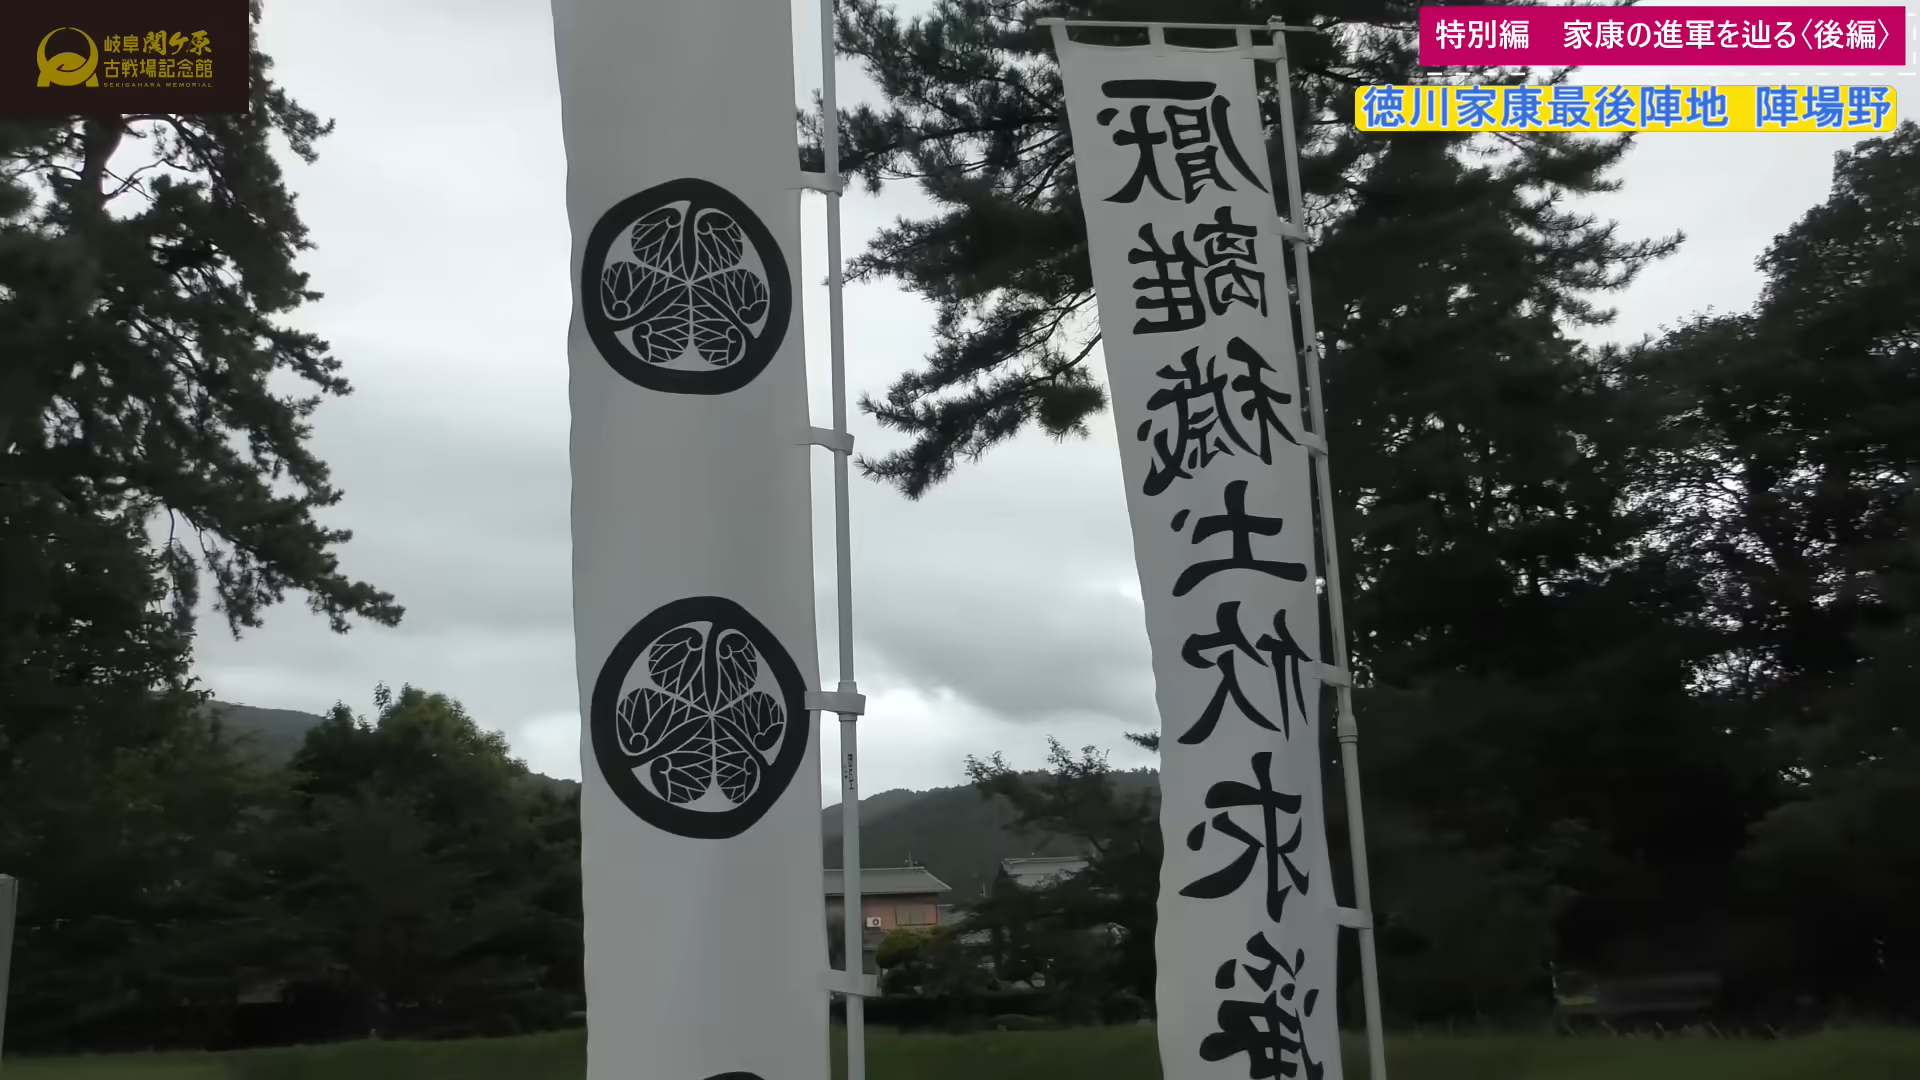 岐阜関ケ原
古戦場記念館
SEKIGAHARA MEMORIAL
特別編　家康の進軍を辿る〈後編〉
徳川家康最後陣地　陣場野
厭離穢土欣求浄